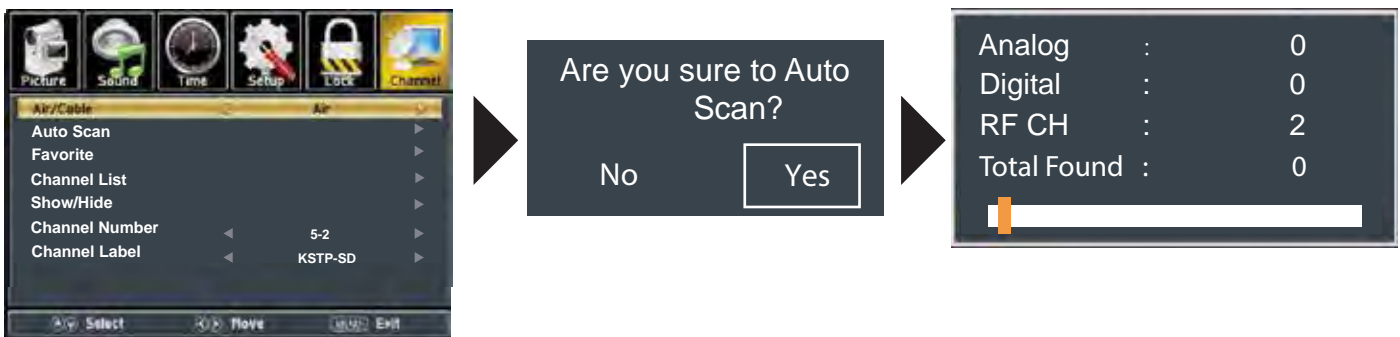 Picture Sound Time Setup Lock Channel
Air/Cable Air
Auto Scan
Favorite
Channel List
Show/Hide
Channel Number 5-2
Channel Label KSTP-SD
Select Move MENU Exit
Are you sure to Auto
Scan?
No Yes
Analog : 0
Digital : 0
RF CH : 2
Total Found : 0